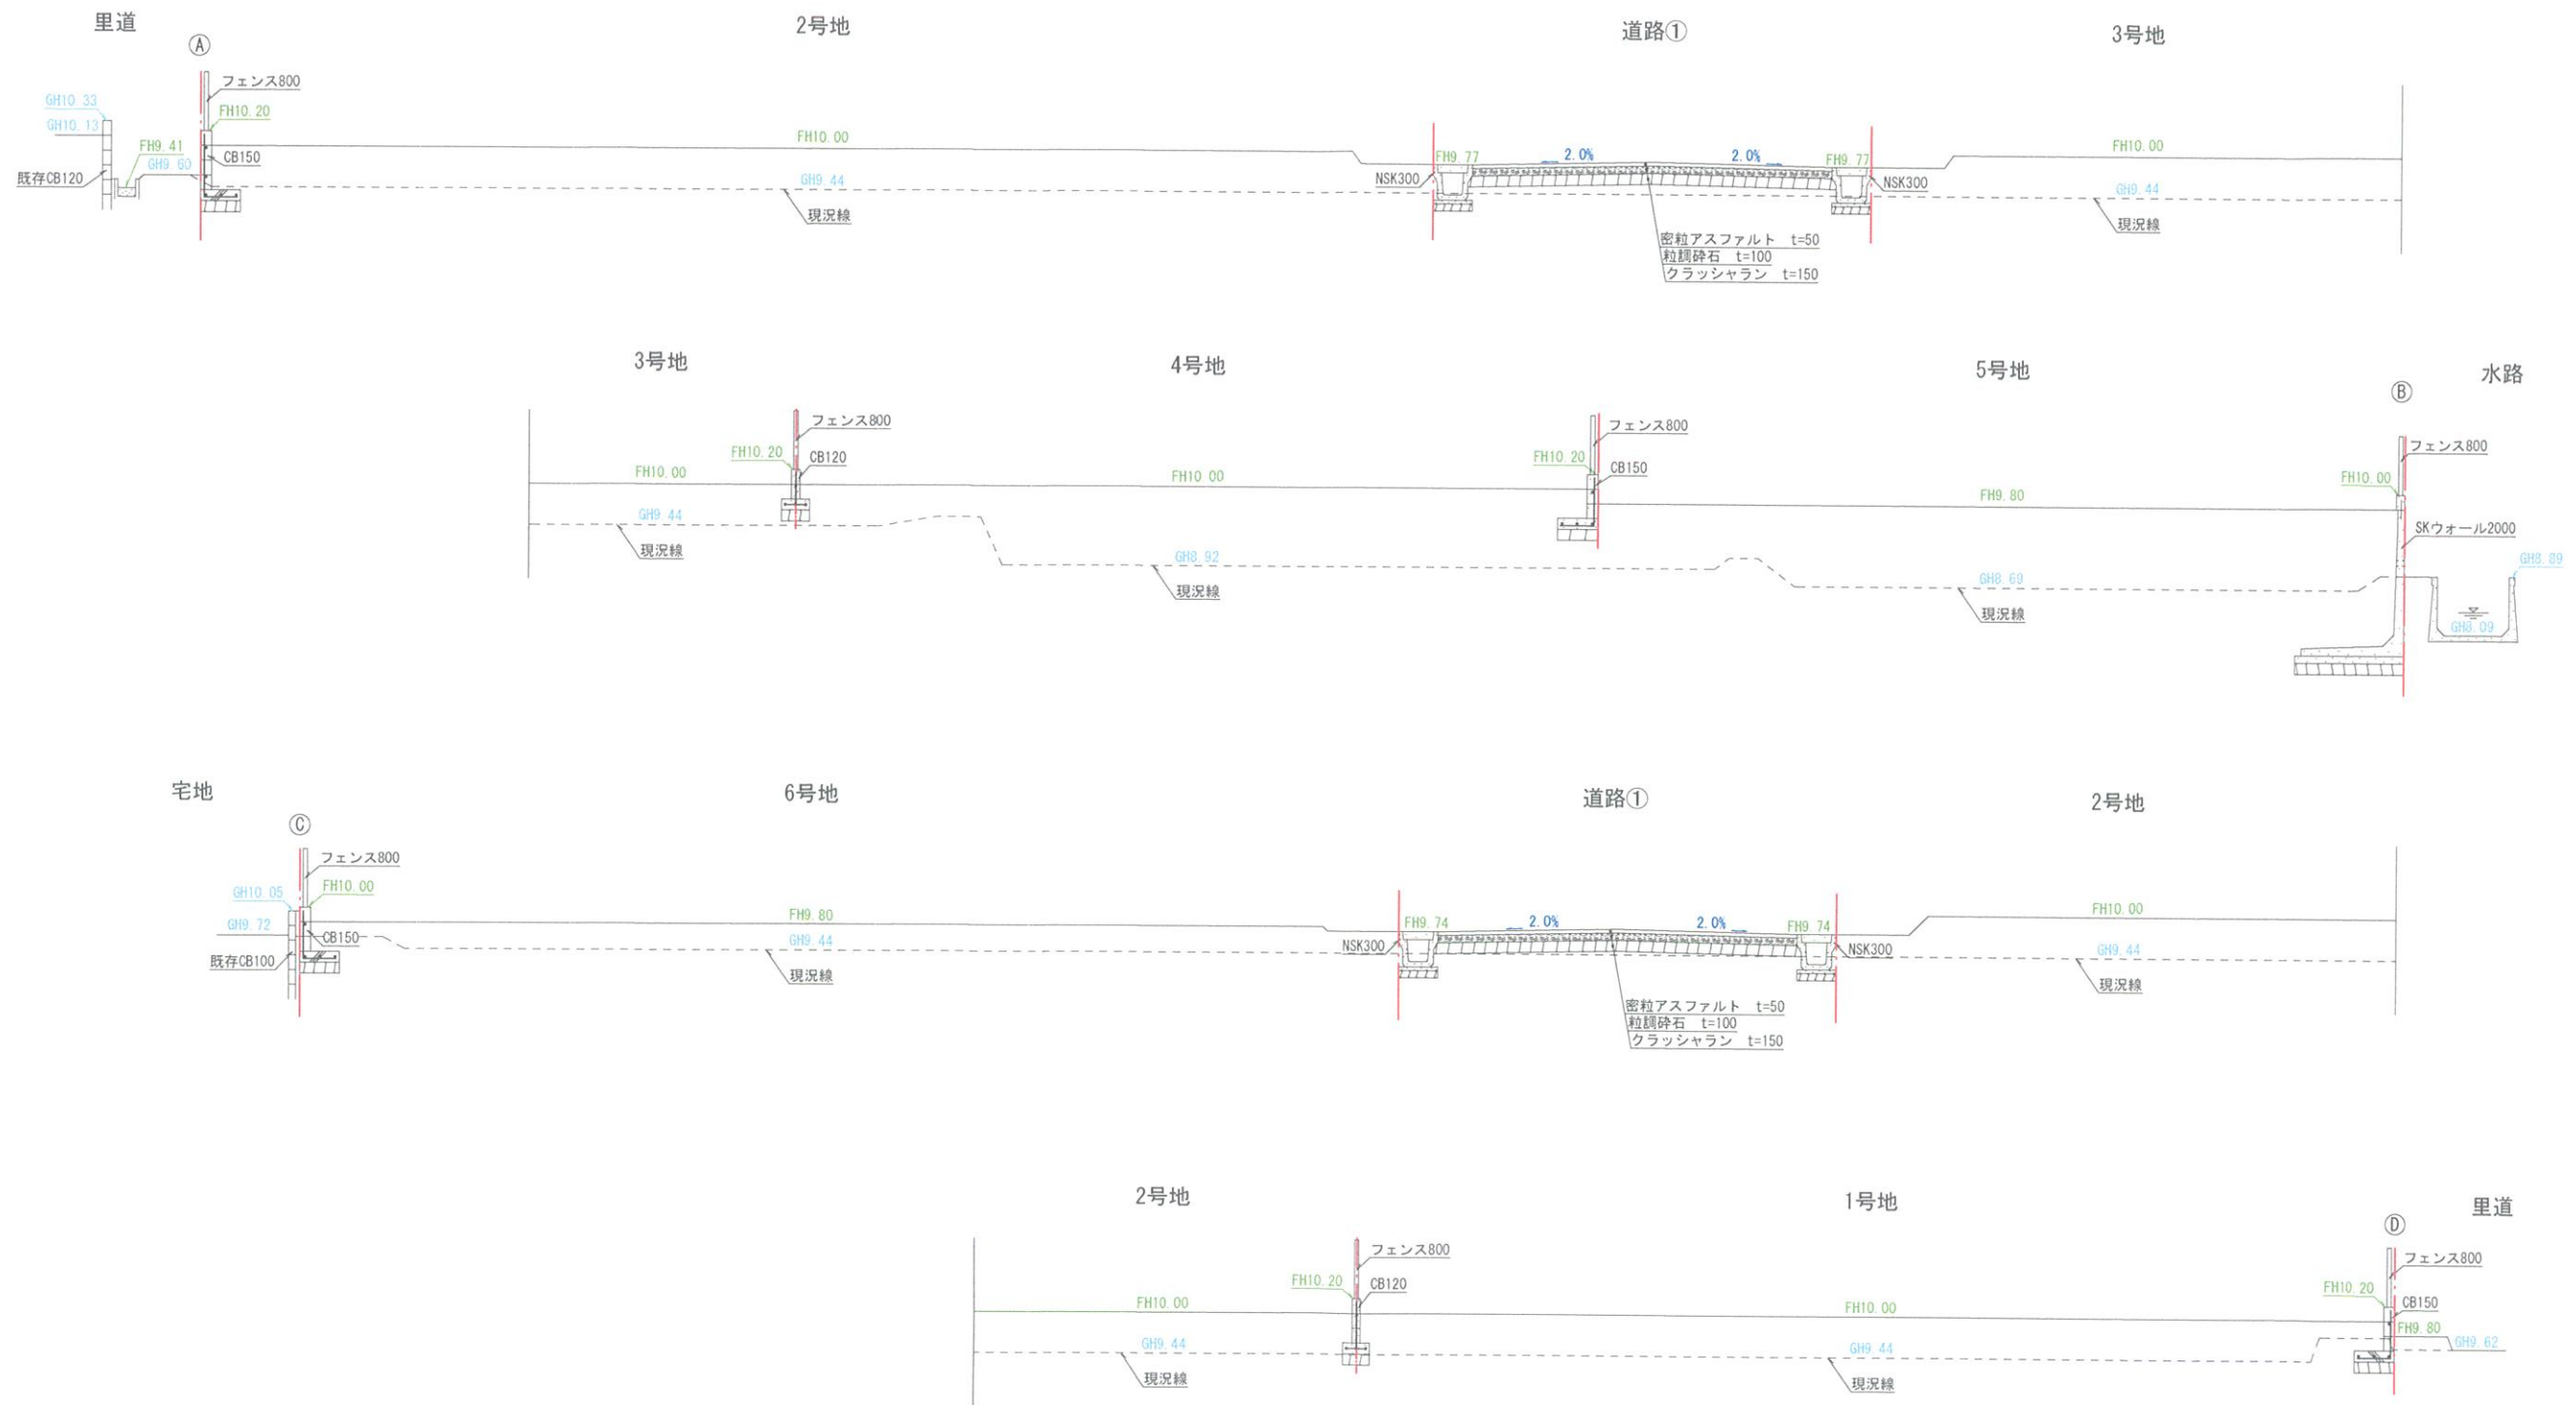 里道
Ⓐ
2号地
道路①
3号地
フェンス800
GH10.33
FH10.20
GH10.13
FH9.41
GH9.60
CB150
既存CB120
FH10.00
GH9.44
現況線
FH9.77
2.0%
2.0%
FH9.77
NSK300
NSK300
密粒アスファルト t=50
粒調砕石 t=100
クラッシャラン t=150
FH10.00
GH9.44
現況線
3号地
4号地
5号地
Ⓑ
水路
フェンス800
FH10.20
CB120
FH10.00
GH9.44
現況線
FH10.00
GH8.92
現況線
フェンス800
FH10.20
CB150
FH9.80
GH8.69
現況線
フェンス800
FH10.00
SKウォール2000
GH8.89
GH8.09
宅地
Ⓒ
6号地
道路①
2号地
フェンス800
GH10.05
FH10.00
GH9.72
CB150
既存CB100
FH9.80
GH9.44
現況線
FH9.74
2.0%
2.0%
FH9.74
NSK300
NSK300
密粒アスファルト t=50
粒調砕石 t=100
クラッシャラン t=150
FH10.00
GH9.44
現況線
2号地
1号地
Ⓓ
里道
フェンス800
FH10.20
CB120
FH10.00
GH9.44
現況線
FH10.00
GH9.44
現況線
フェンス800
FH10.20
CB150
FH9.80
GH9.62